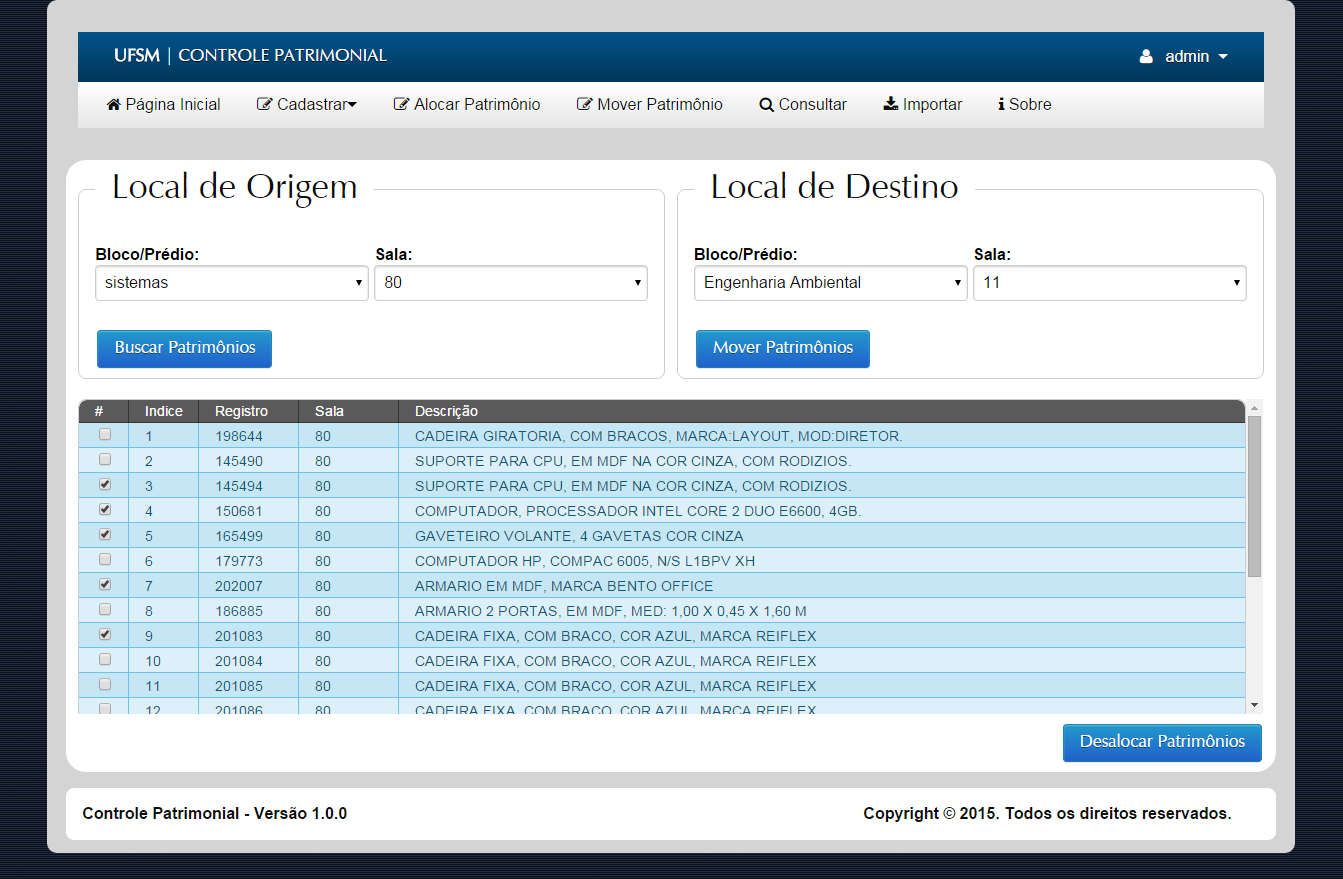 UFSM | CONTROLE PATRIMONIAL admin
Página Inicial Cadastrar Alocar Patrimônio Mover Patrimônio Consultar Importar Sobre
Local de Origem
Bloco/Prédio: Sala:
sistemas 80
Buscar Patrimônios
Local de Destino
Bloco/Prédio: Sala:
Engenharia Ambiental 11
Mover Patrimônios
# Indice Registro Sala Descrição
1 198644 80 CADEIRA GIRATORIA, COM BRACOS, MARCA:LAYOUT, MOD:DIRETOR.
2 145490 80 SUPORTE PARA CPU, EM MDF NA COR CINZA, COM RODIZIOS.
3 145494 80 SUPORTE PARA CPU, EM MDF NA COR CINZA, COM RODIZIOS.
4 150681 80 COMPUTADOR, PROCESSADOR INTEL CORE 2 DUO E6600, 4GB.
5 165499 80 GAVETEIRO VOLANTE, 4 GAVETAS COR CINZA
6 179773 80 COMPUTADOR HP, COMPAC 6005, N/S L1BPV XH
7 202007 80 ARMARIO EM MDF, MARCA BENTO OFFICE
8 186885 80 ARMARIO 2 PORTAS, EM MDF, MED: 1,00 X 0,45 X 1,60 M
9 201083 80 CADEIRA FIXA, COM BRACO, COR AZUL, MARCA REIFLEX
10 201084 80 CADEIRA FIXA, COM BRACO, COR AZUL, MARCA REIFLEX
11 201085 80 CADEIRA FIXA, COM BRACO, COR AZUL, MARCA REIFLEX
12 201086 80 CADEIRA FIXA, COM BRACO, COR AZUL, MARCA REIFLEX
Desalocar Patrimônios
Controle Patrimonial - Versão 1.0.0 Copyright © 2015. Todos os direitos reservados.